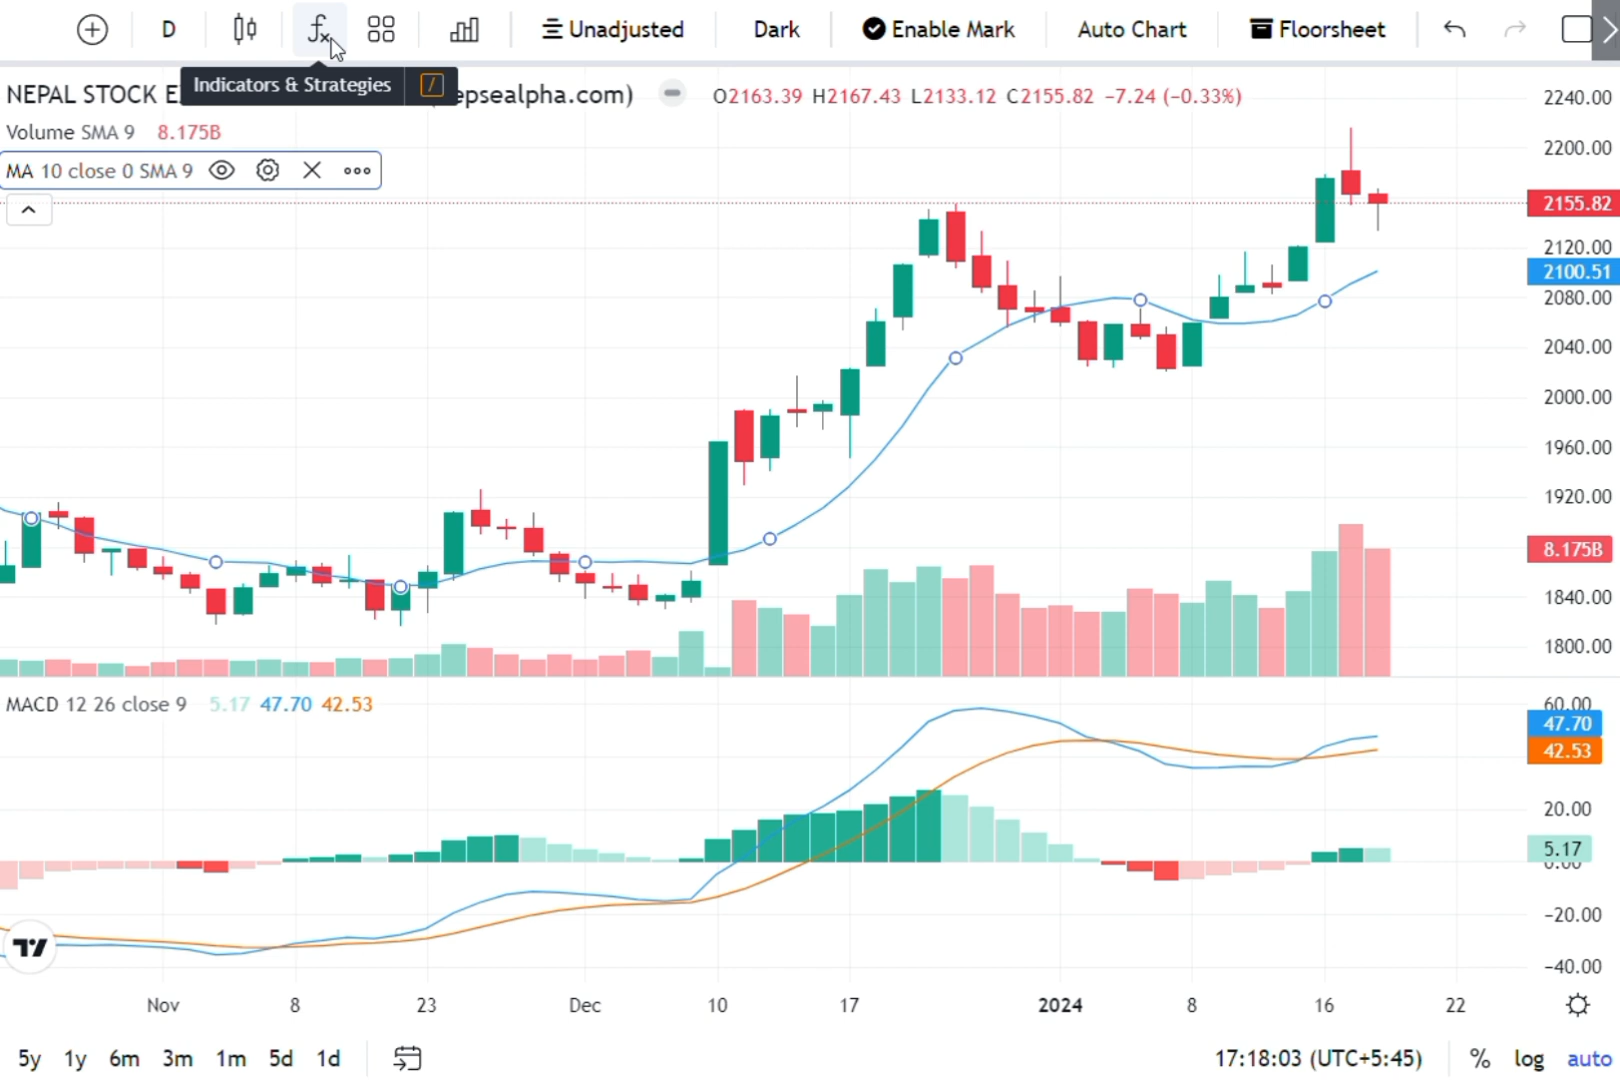 D Unadjusted Dark Enable Mark Auto Chart Floorsheet
Indicators & Strategies /
NEPAL STOCK E epsealpha.com) O2163.39 H2167.43 L2133.12 C2155.82 −7.24 (−0.33%)
Volume SMA 9 8.175B
MA 10 close 0 SMA 9
2240.00
2200.00
2155.82
2120.00
2100.51
2080.00
2040.00
2000.00
1960.00
1920.00
8.175B
1840.00
1800.00
MACD 12 26 close 9 5.17 47.70 42.53
60.00
47.70
42.53
20.00
5.17
0.00
−20.00
−40.00
Nov 8 23 Dec 10 17 2024 8 16 22
5y 1y 6m 3m 1m 5d 1d 17:18:03 (UTC+5:45) % log auto